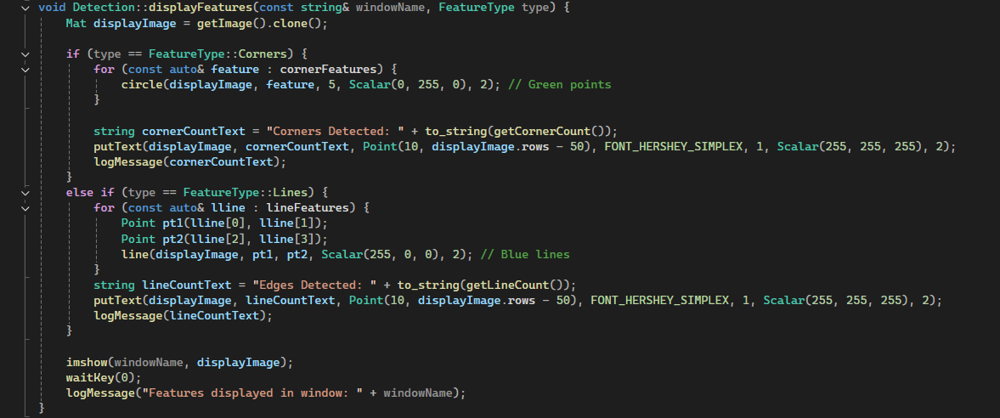 void Detection::displayFeatures(const string& windowName, FeatureType type) {
    Mat displayImage = getImage().clone();

    if (type == FeatureType::Corners) {
        for (const auto& feature : cornerFeatures) {
            circle(displayImage, feature, 5, Scalar(0, 255, 0), 2); // Green points
        }

        string cornerCountText = "Corners Detected: " + to_string(getCornerCount());
        putText(displayImage, cornerCountText, Point(10, displayImage.rows - 50), FONT_HERSHEY_SIMPLEX, 1, Scalar(255, 255, 255), 2);
        logMessage(cornerCountText);
    }
    else if (type == FeatureType::Lines) {
        for (const auto& lline : lineFeatures) {
            Point pt1(lline[0], lline[1]);
            Point pt2(lline[2], lline[3]);
            line(displayImage, pt1, pt2, Scalar(255, 0, 0), 2); // Blue lines
        }
        string lineCountText = "Edges Detected: " + to_string(getLineCount());
        putText(displayImage, lineCountText, Point(10, displayImage.rows - 50), FONT_HERSHEY_SIMPLEX, 1, Scalar(255, 255, 255), 2);
        logMessage(lineCountText);
    }

    imshow(windowName, displayImage);
    waitKey(0);
    logMessage("Features displayed in window: " + windowName);
}